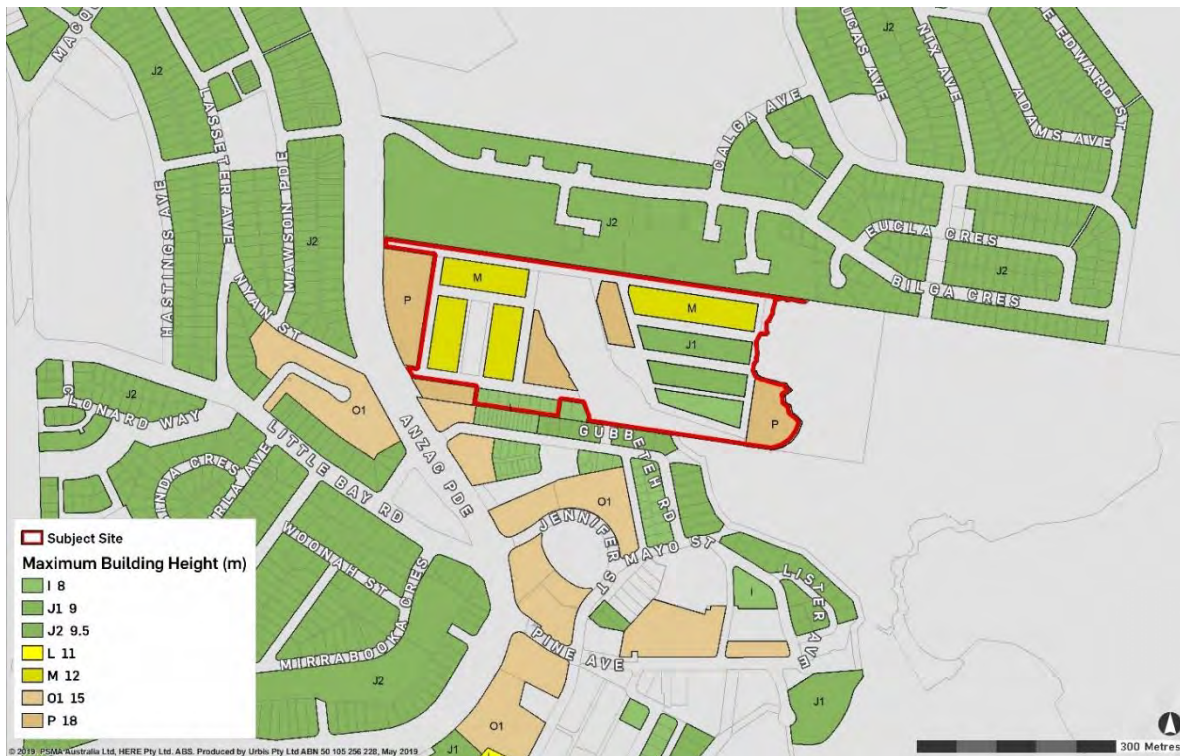 MACQ
J2
LASSETER AVE
HASTINGS AVE
MAWSON PDE
J2
NYAN ST
J2
CLONARD WAY
LITTLE BAY RD
O1
ANZAC PDE
WOONAH ST
MIRRABOOKA CRES
J2
J2
LUCAS AVE
NIX AVE
ADAMS AVE
EDWARD ST
CALGA AVE
EUCLA CRES
J2
BILGA CRES
J2
P
M
M
J1
P
I
GUBBETEH RD
O1
JENNIFER ST
MAYO ST
LISTER AVE
I
PINE AVE
O1
J1
J1
Subject Site
Maximum Building Height (m)
I 8
J1 9
J2 9.5
L 11
M 12
O1 15
P 18
© 2019. PSMA Australia Ltd, HERE Pty Ltd. ABS. Produced by Urbis Pty Ltd ABN 50 105 256 228, May 2019
300 Metres